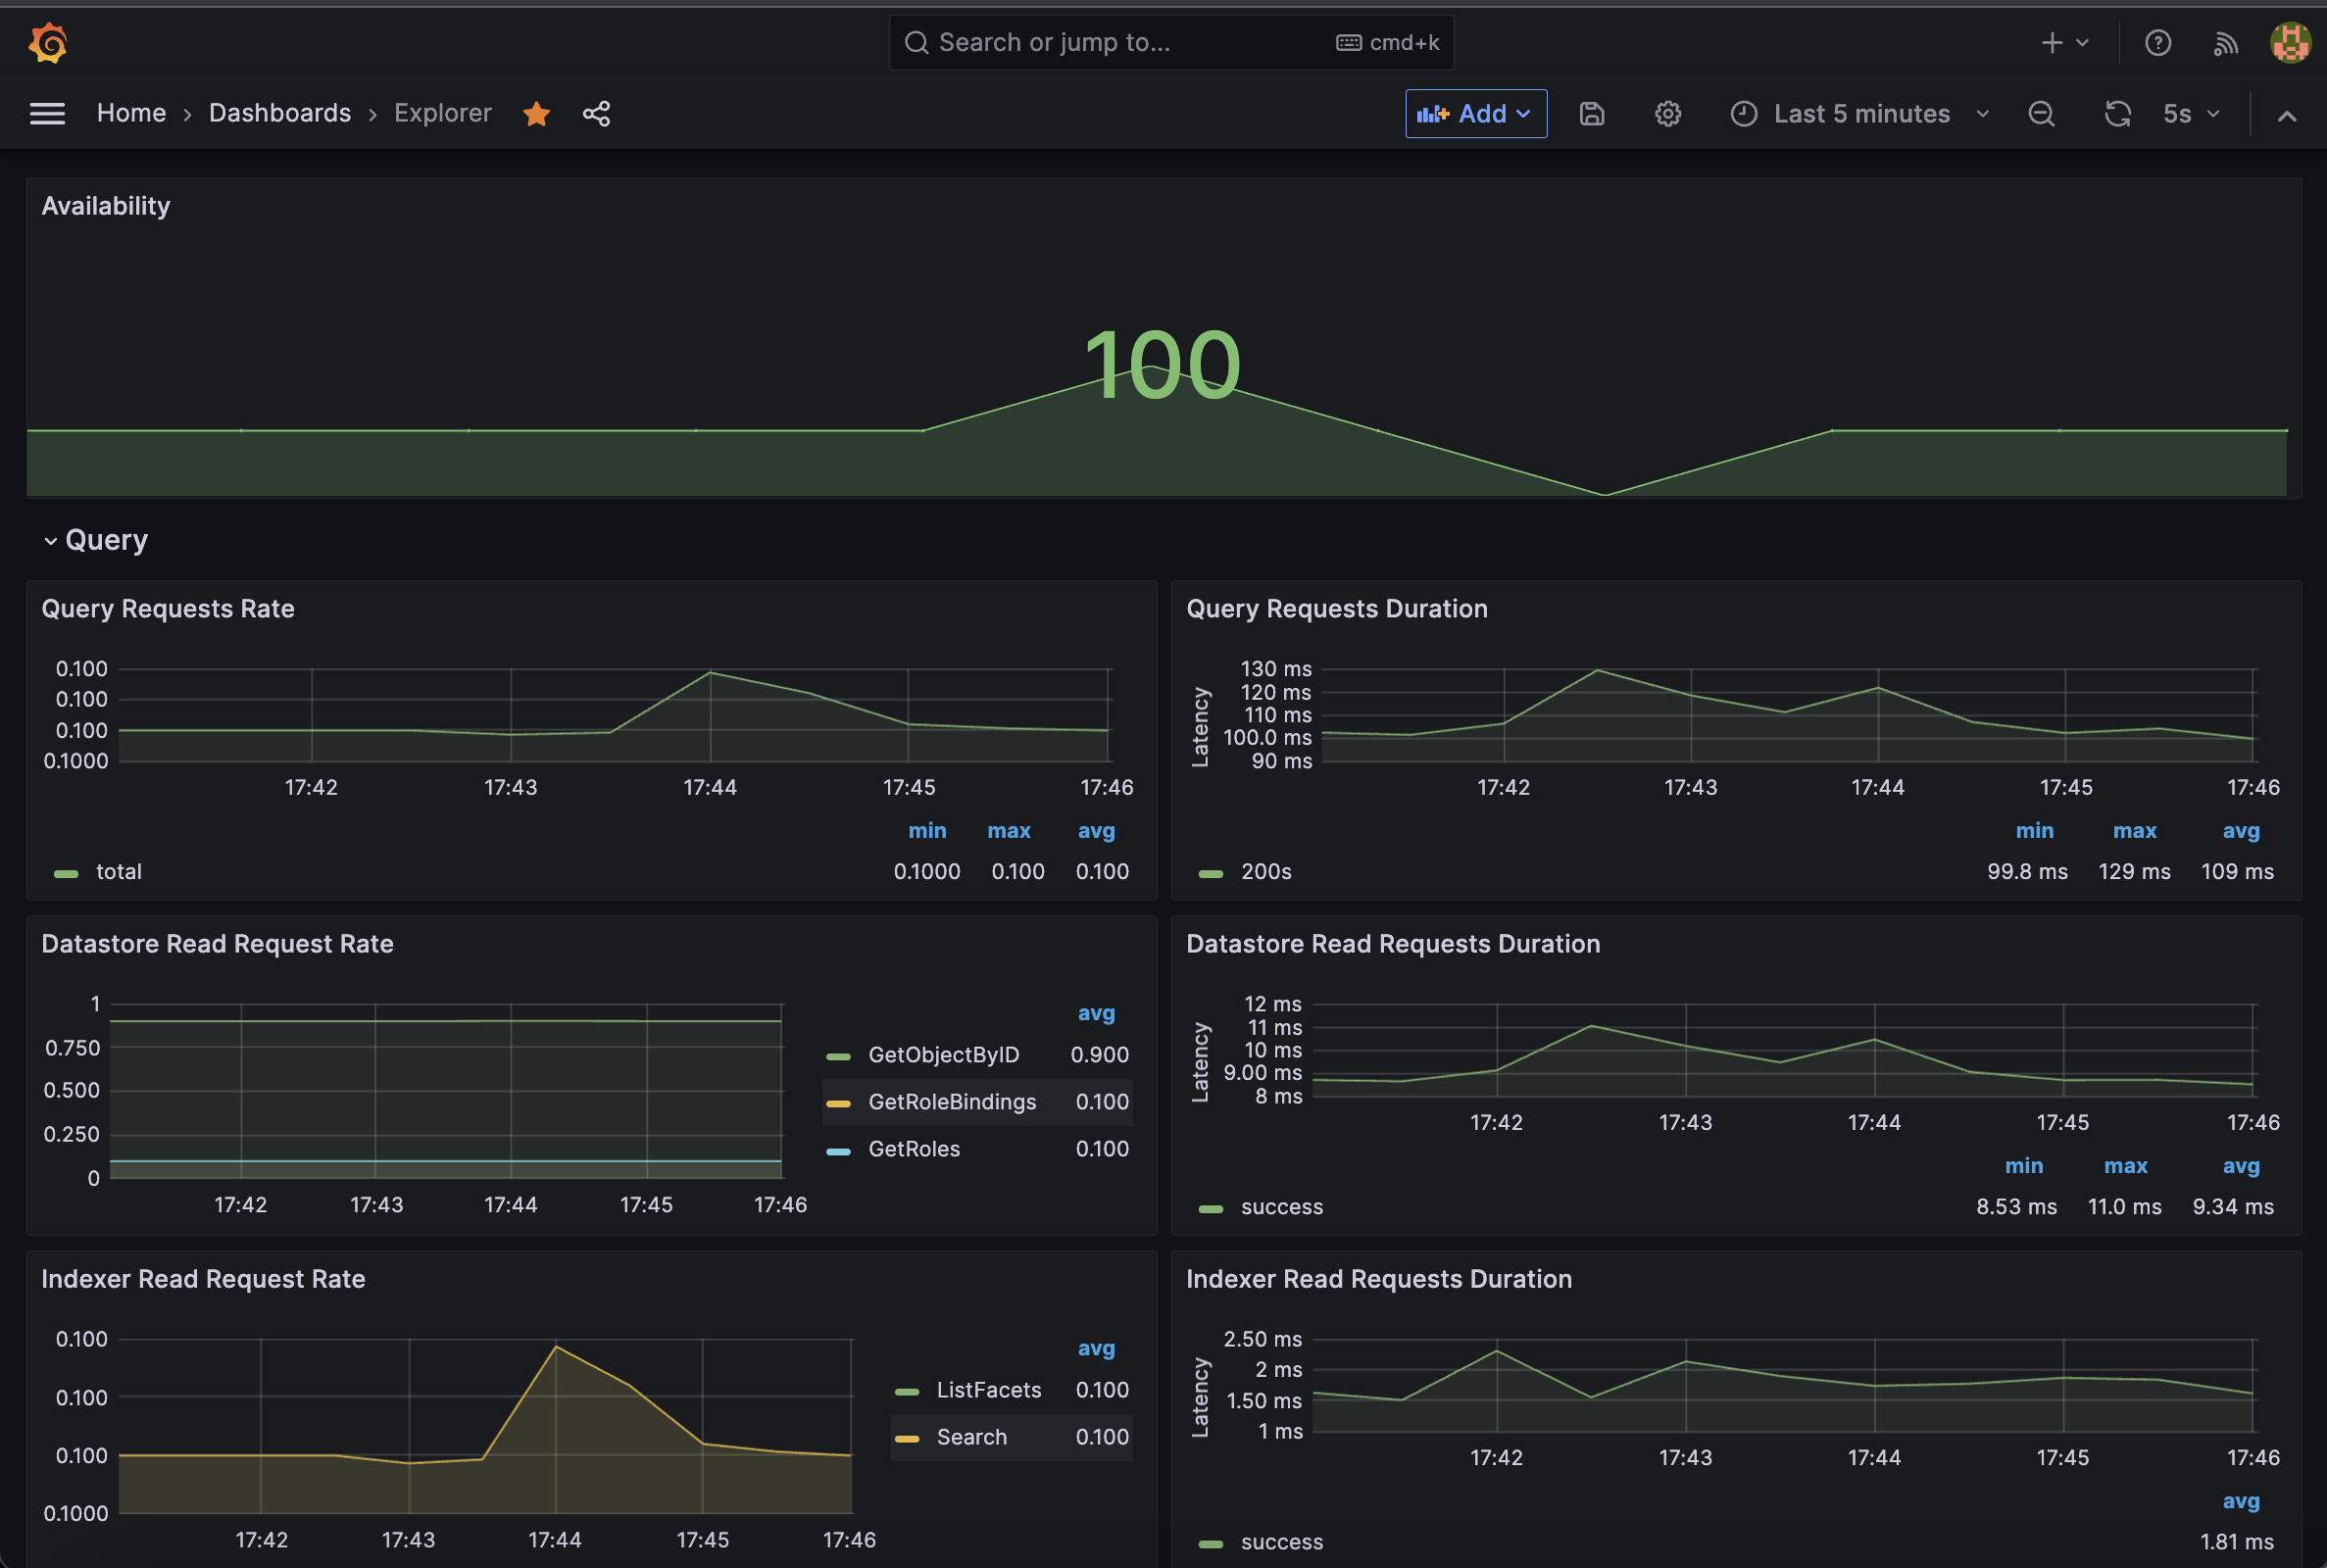 Search or jump to... cmd+k
Home › Dashboards › Explorer Add Last 5 minutes 5s
Availability
100
Query
Query Requests Rate
0.100
0.100
0.100
0.1000
17:42 17:43 17:44 17:45 17:46
min max avg
total 0.1000 0.100 0.100
Query Requests Duration
Latency
130 ms
120 ms
110 ms
100.0 ms
90 ms
17:42 17:43 17:44 17:45 17:46
min max avg
200s 99.8 ms 129 ms 109 ms
Datastore Read Request Rate
1
0.750
0.500
0.250
0
17:42 17:43 17:44 17:45 17:46
avg
GetObjectByID 0.900
GetRoleBindings 0.100
GetRoles 0.100
Datastore Read Requests Duration
Latency
12 ms
11 ms
10 ms
9.00 ms
8 ms
17:42 17:43 17:44 17:45 17:46
min max avg
success 8.53 ms 11.0 ms 9.34 ms
Indexer Read Request Rate
0.100
0.100
0.100
0.1000
17:42 17:43 17:44 17:45 17:46
avg
ListFacets 0.100
Search 0.100
Indexer Read Requests Duration
Latency
2.50 ms
2 ms
1.50 ms
1 ms
17:42 17:43 17:44 17:45 17:46
avg
success 1.81 ms